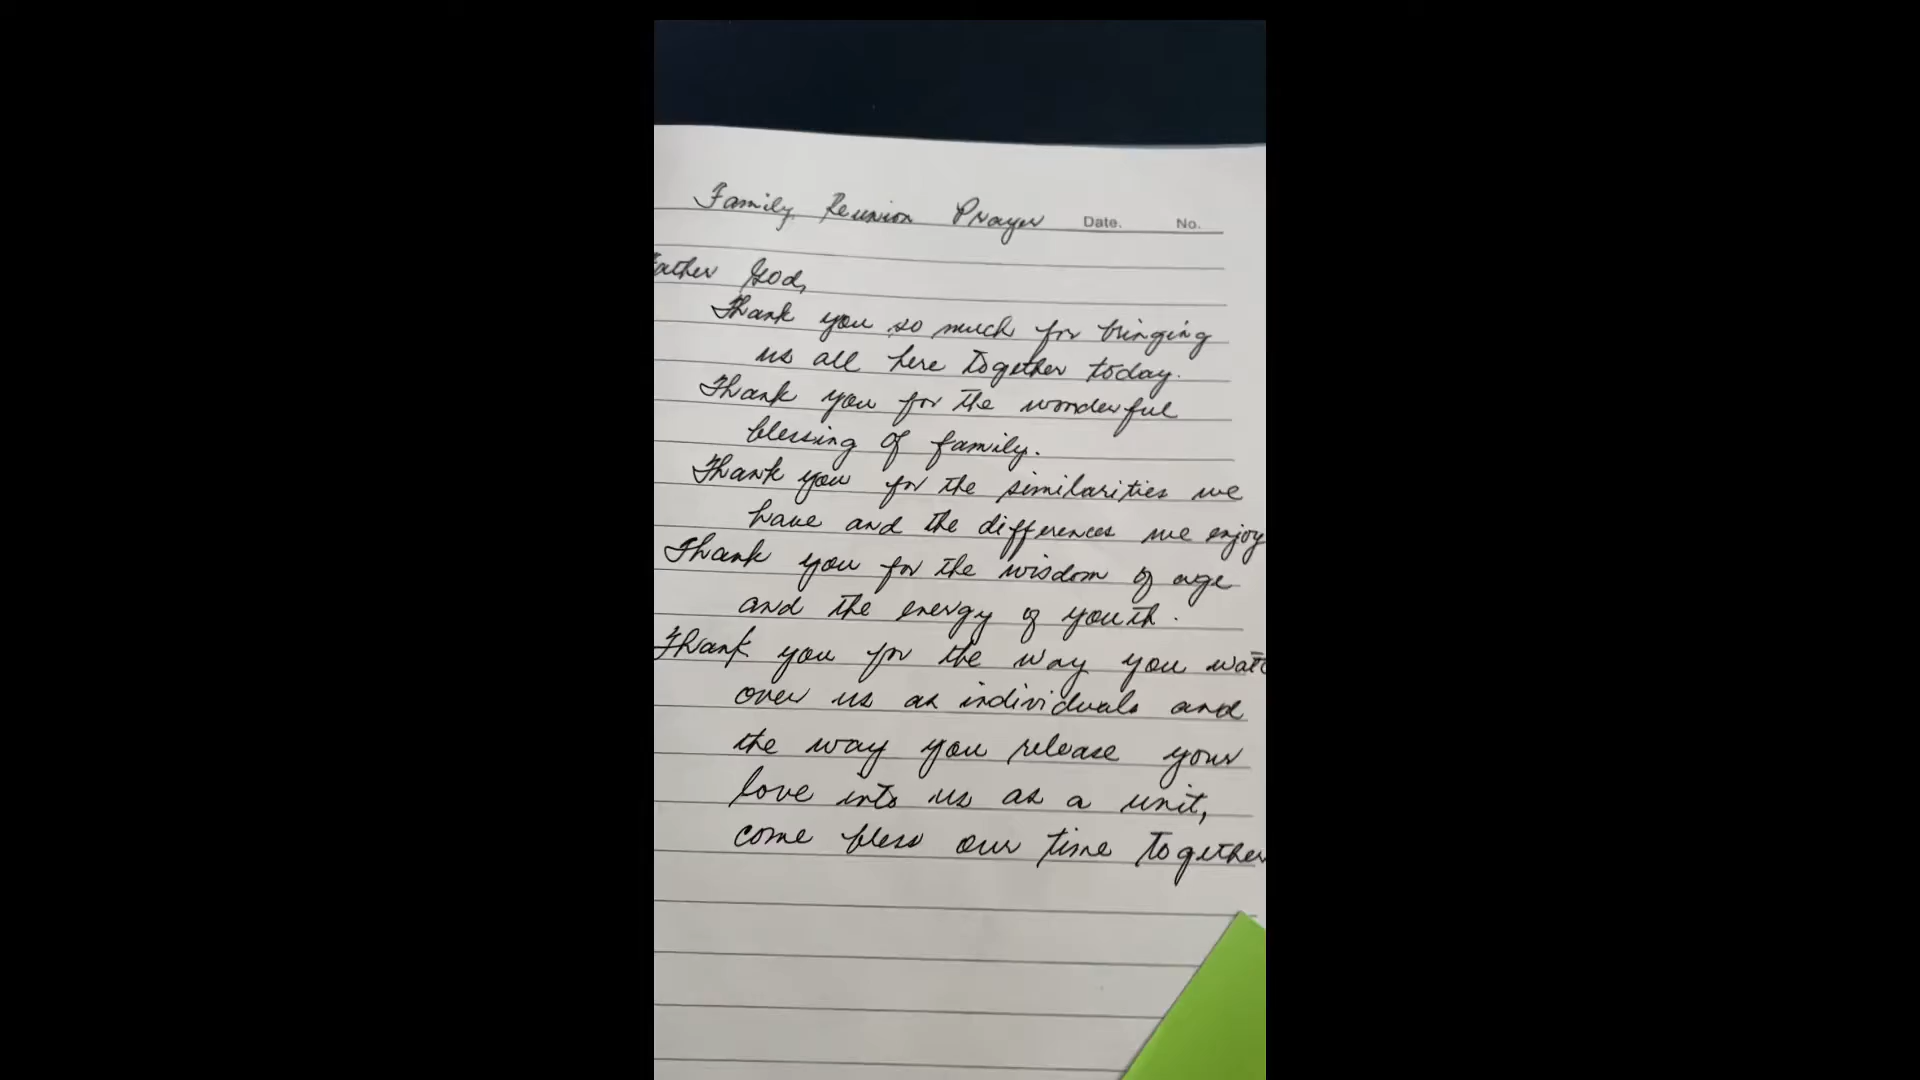 Family Reunion Prayer Date. No.
Father God,
Thank you so much for bringing
us all here together today.
Thank you for the wonderful
blessing of family.
Thank you for the similarities we
have and the differences we enjoy
Thank you for the wisdom of age
and the energy of youth.
Thank you for the way you watc
over us as individuals and
the way you release your
love into us as a unit,
come bless our time together